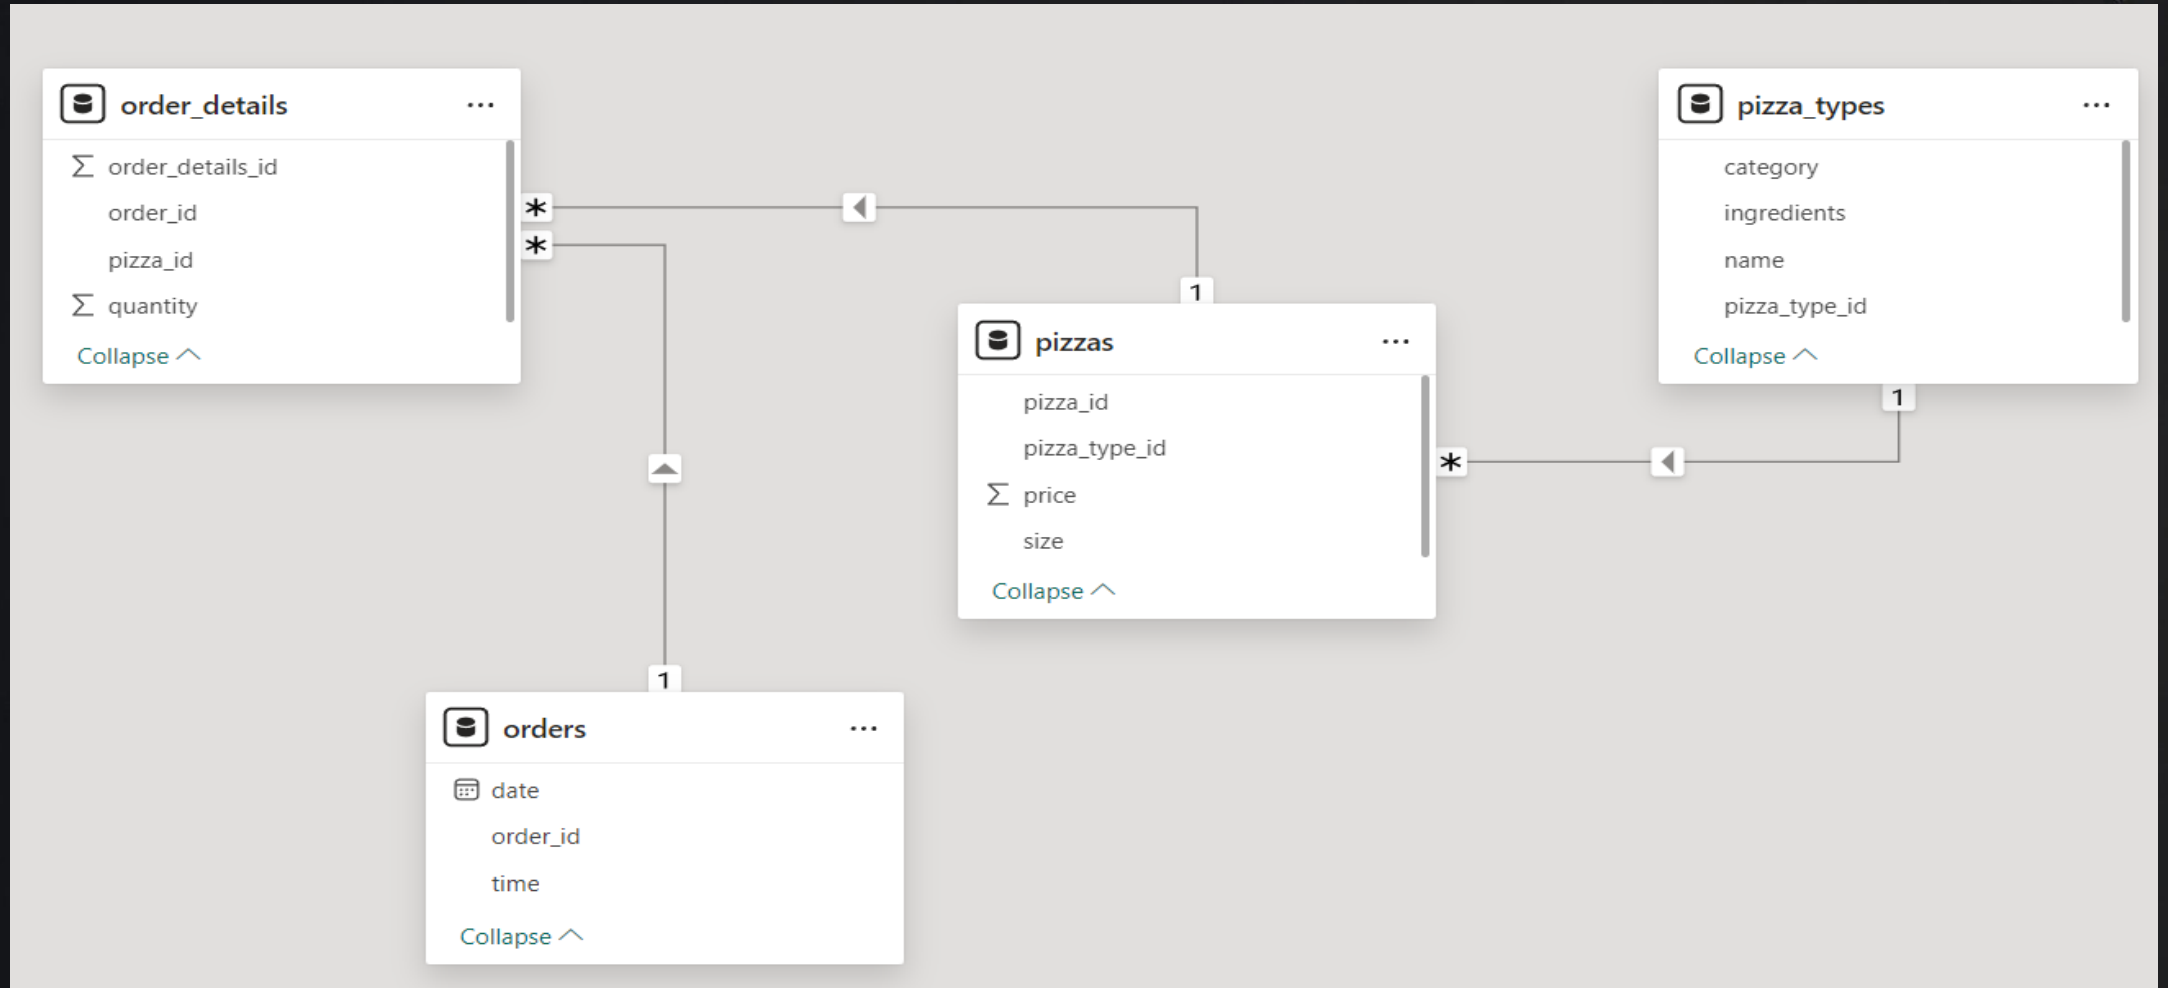 order_details ...
Σ order_details_id
order_id
pizza_id
Σ quantity
Collapse
*
*
1
pizzas ...
pizza_id
pizza_type_id
Σ price
size
Collapse
*
pizza_types ...
category
ingredients
name
pizza_type_id
Collapse
1
1
orders ...
date
order_id
time
Collapse